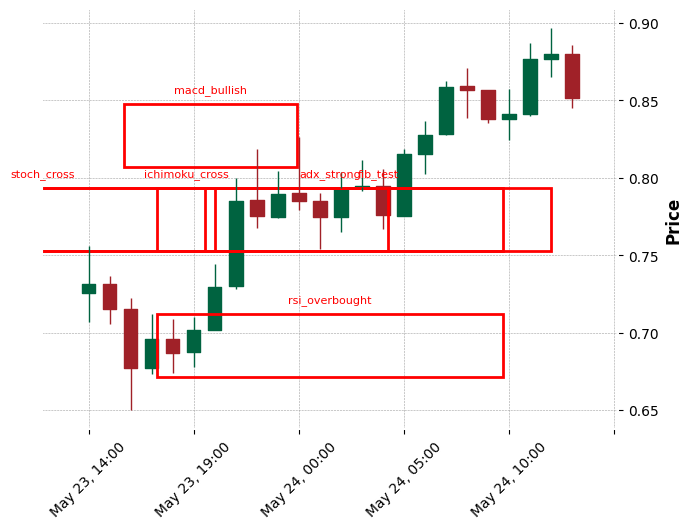 0.90
macd_bullish
0.85
stoch_cross ichimoku_cross adx_strong fib_test
0.80
Price
0.75
rsi_overbought
0.70
0.65
May 23, 14:00
May 23, 19:00
May 24, 00:00
May 24, 05:00
May 24, 10:00